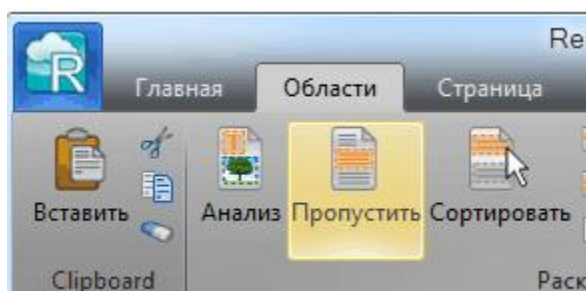 Re
R
Главная Области Страница
Вставить Анализ Пропустить Сортировать
Clipboard Раск